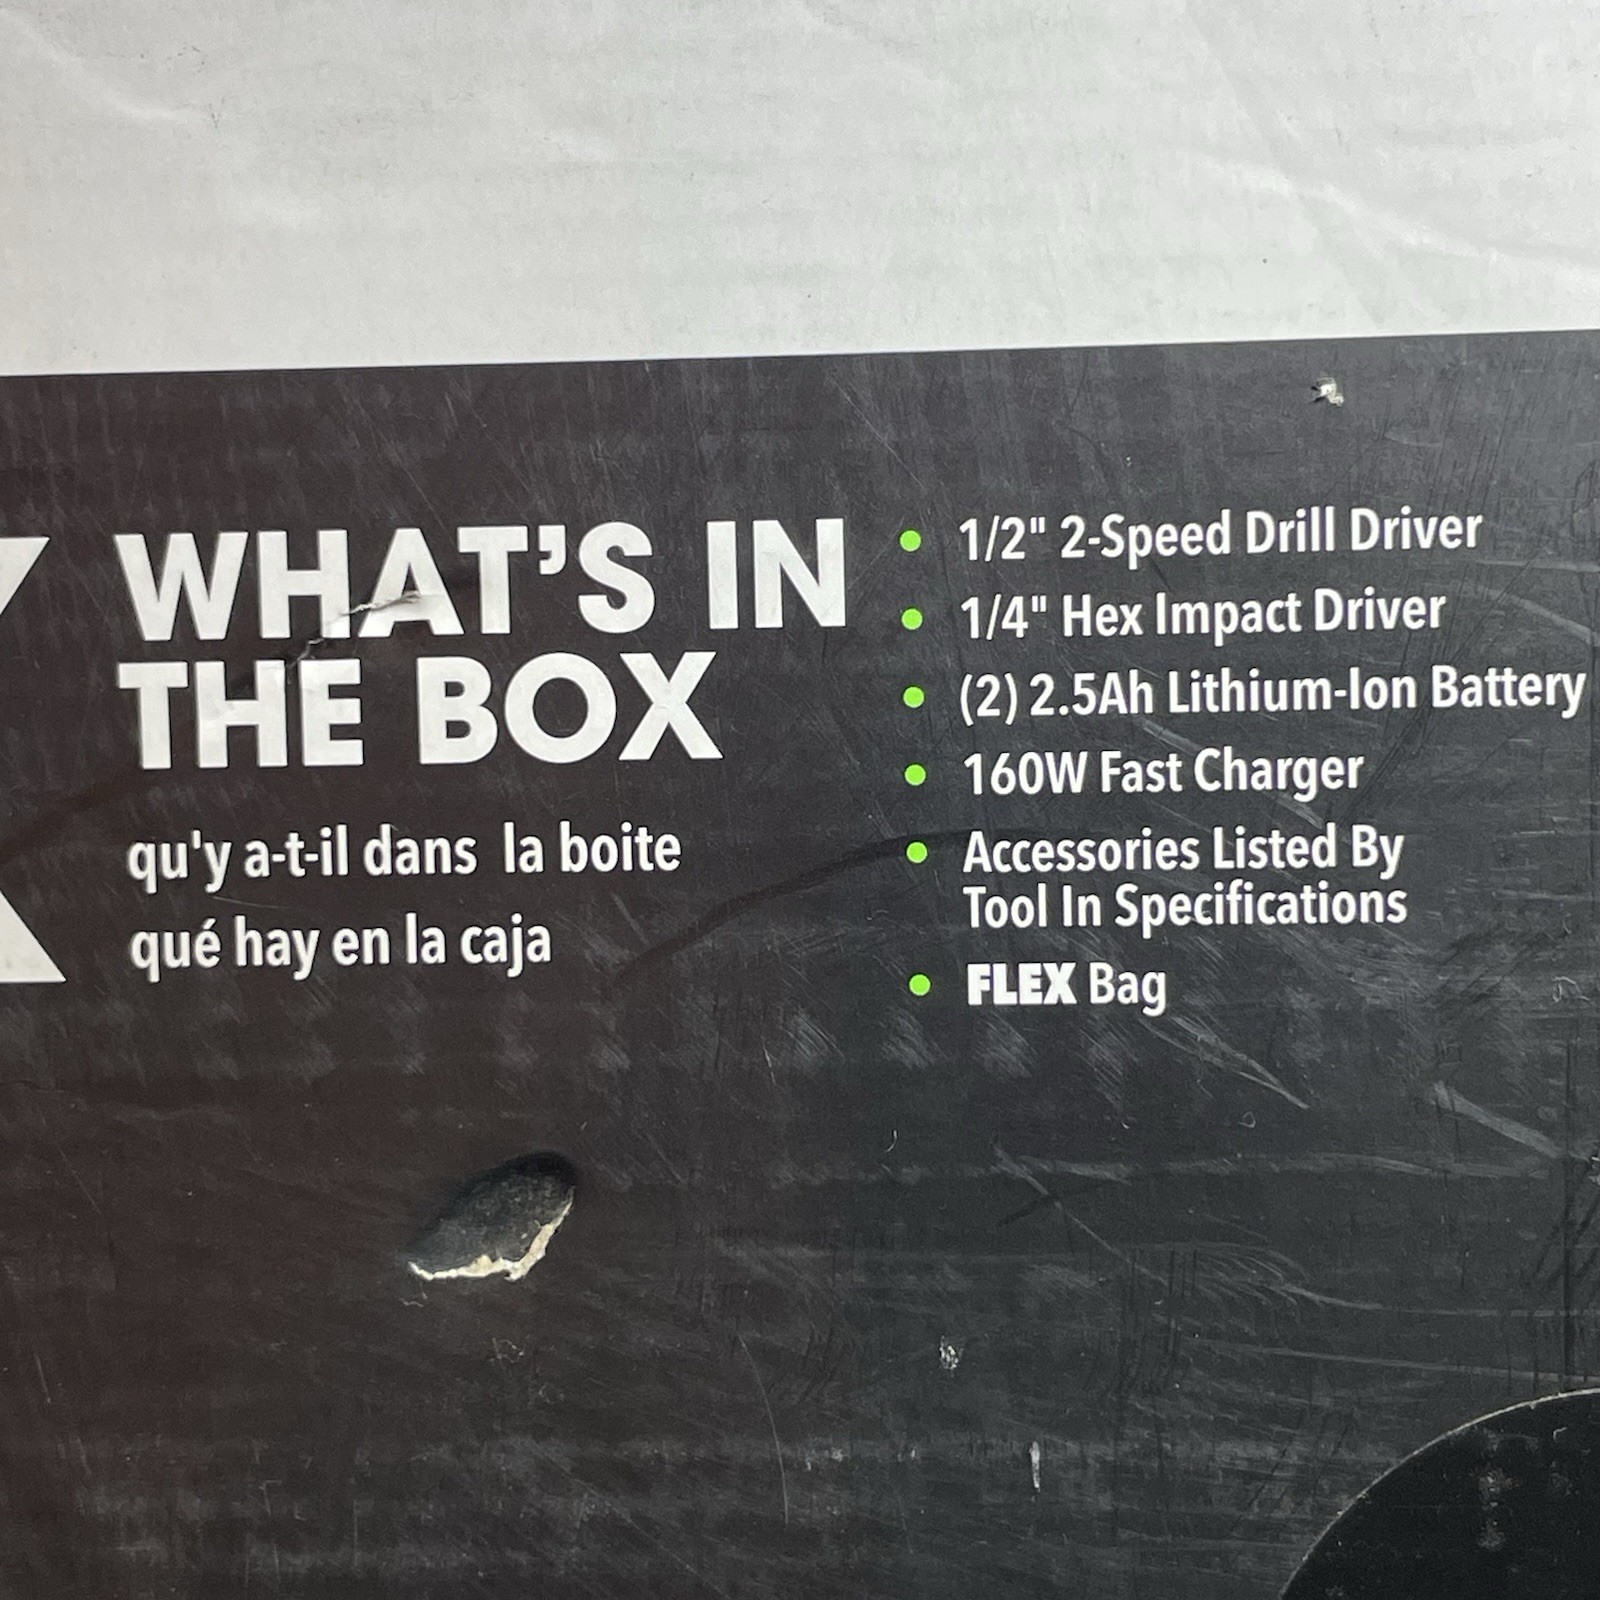 WHAT'S IN
THE BOX
qu'y a-t-il dans la boite
qué hay en la caja
1/2" 2-Speed Drill Driver
1/4" Hex Impact Driver
(2) 2.5Ah Lithium-Ion Battery
160W Fast Charger
Accessories Listed By
Tool In Specifications
FLEX Bag